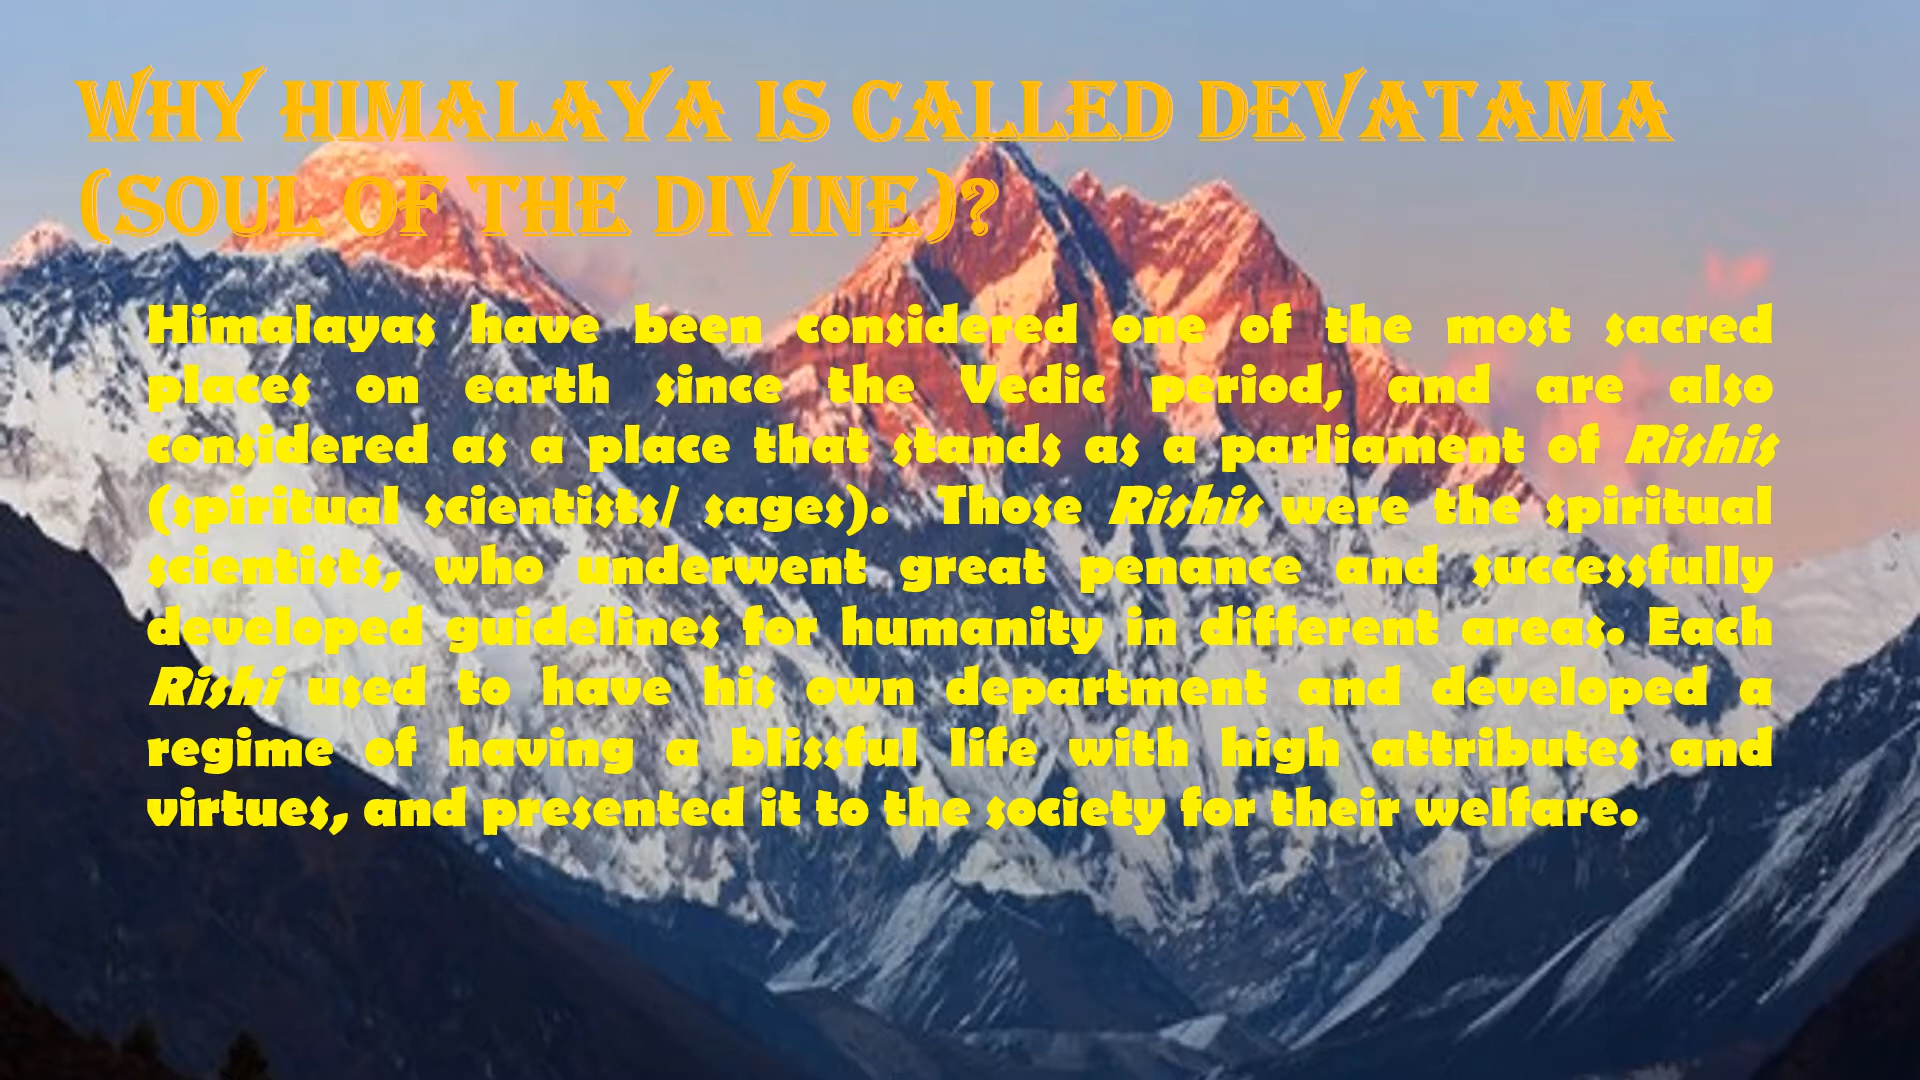 WHY HIMALAYA IS CALLED DEVATAMA
(SOUL OF THE DIVINE)?
Himalayas have been considered one of the most sacred
places on earth since the Vedic period, and are also
considered as a place that stands as a parliament of Rishis
(spiritual scientists/ sages). Those Rishis were the spiritual
scientists, who underwent great penance and successfully
developed guidelines for humanity in different areas. Each
Rishi used to have his own department and developed a
regime of having a blissful life with high attributes and
virtues, and presented it to the society for their welfare.